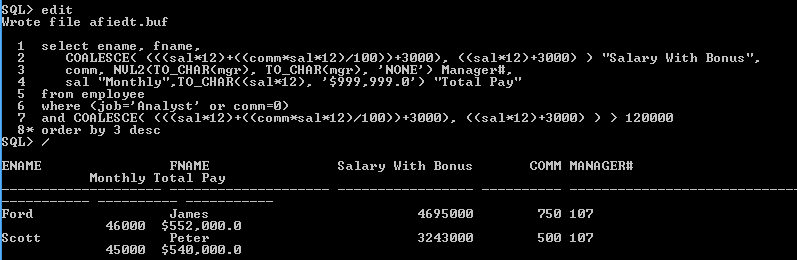 SQL> edit
Wrote file afiedt.buf
1 select ename, fname,
2 COALESCE( (((sal*12)+((comm*sal*12)/100))+3000), ((sal*12)+3000) ) "Salary With Bonus",
3 comm, NUL2(TO_CHAR(mgr), TO_CHAR(mgr), 'NONE') Manager#,
4 sal "Monthly",TO_CHAR((sal*12), '$999,999.0') "Total Pay"
5 from employee
6 where (job='Analyst' or comm=0)
7 and COALESCE( (((sal*12)+((comm*sal*12)/100))+3000), ((sal*12)+3000) ) > 120000
8* order by 3 desc
SQL> /
ENAME FNAME Salary With Bonus COMM MANAGER#
Monthly Total Pay
Ford James 4695000 750 107
46000 $552,000.0
Scott Peter 3243000 500 107
45000 $540,000.0